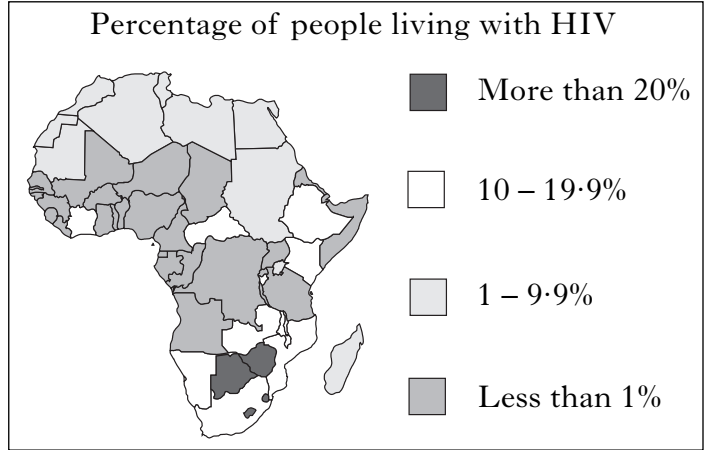 Percentage of people living with HIV
More than 20%
10 – 19·9%
1 – 9·9%
Less than 1%